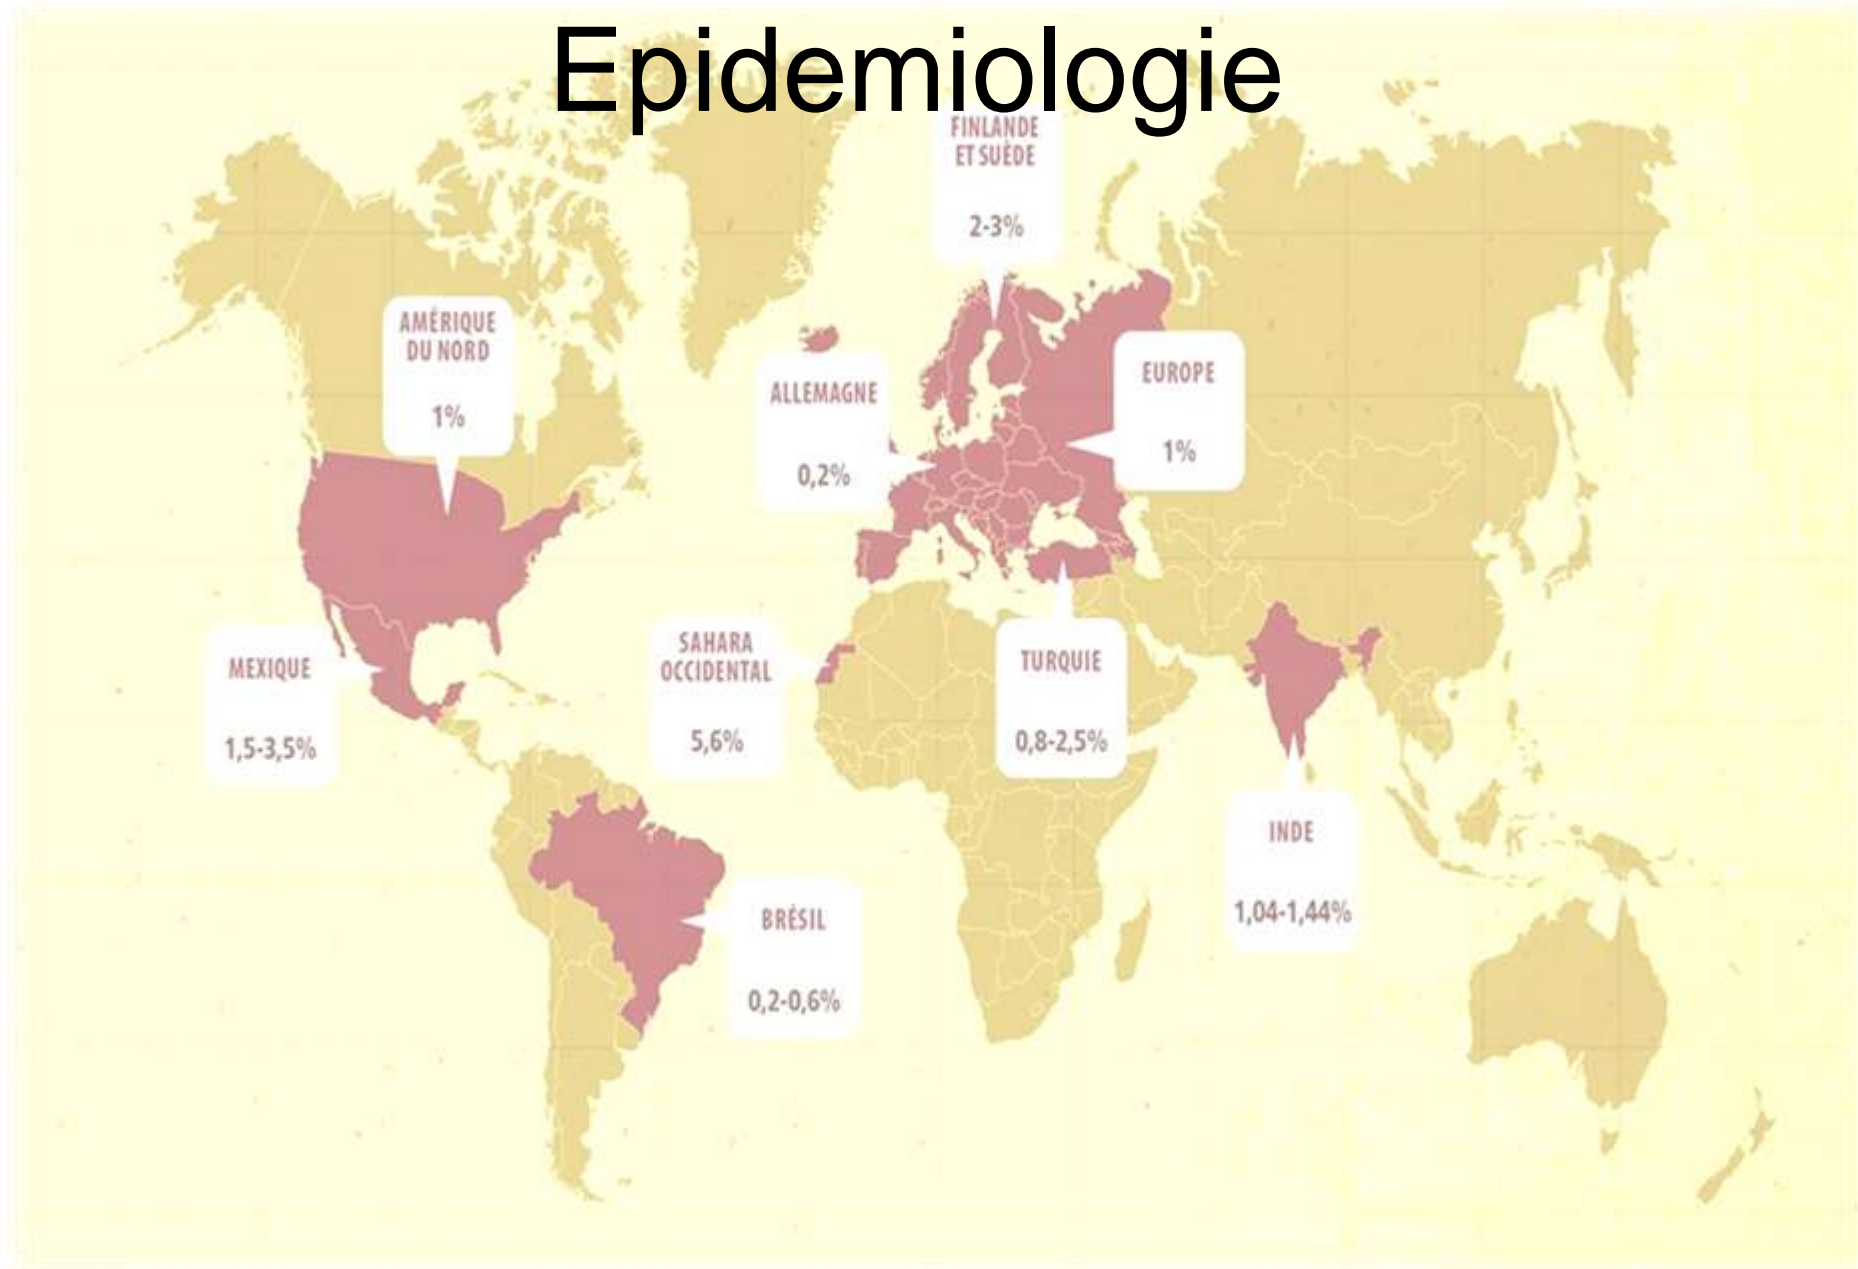 Epidemiologie
FINLANDE
ET SUÈDE
2-3%
AMÉRIQUE
DU NORD
1%
ALLEMAGNE
0,2%
EUROPE
1%
MEXIQUE
1,5-3,5%
SAHARA
OCCIDENTAL
5,6%
TURQUIE
0,8-2,5%
INDE
1,04-1,44%
BRÉSIL
0,2-0,6%